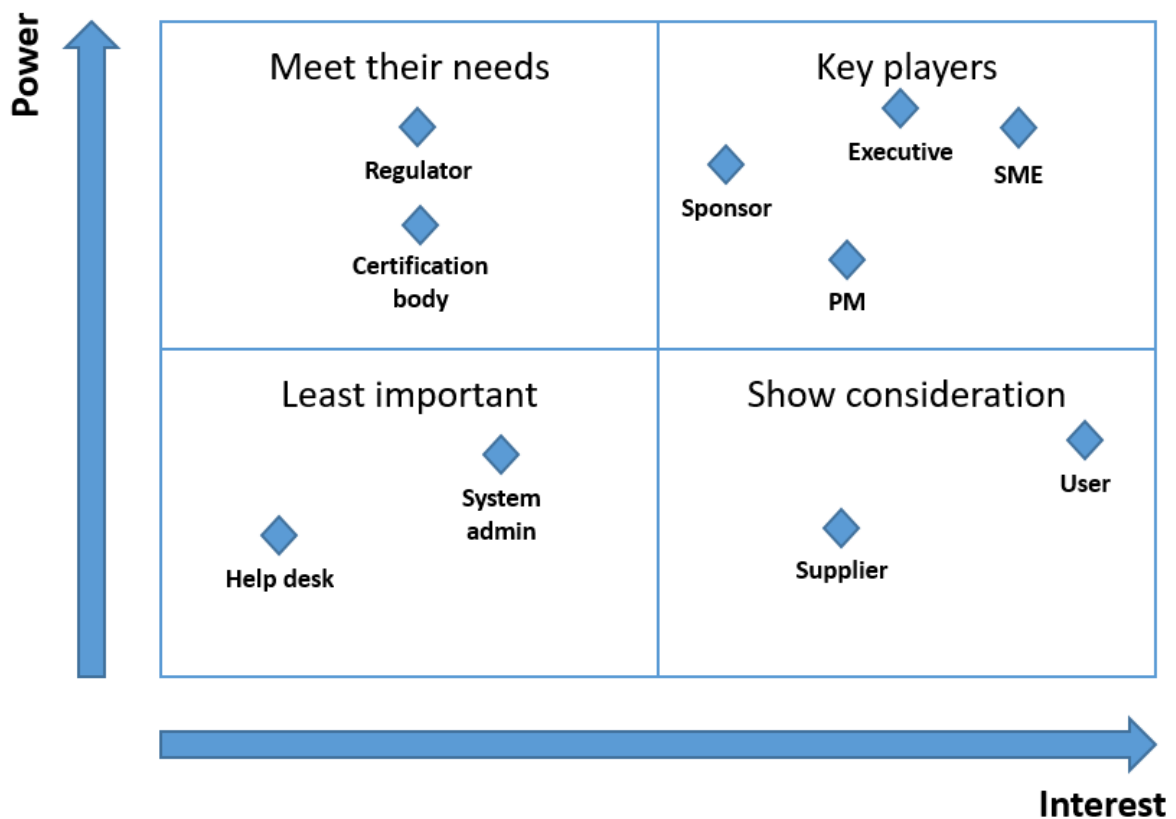 Power
Meet their needs
Regulator
Certification
body
Key players
Executive
SME
Sponsor
PM
Least important
System
admin
Help desk
Show consideration
User
Supplier
Interest